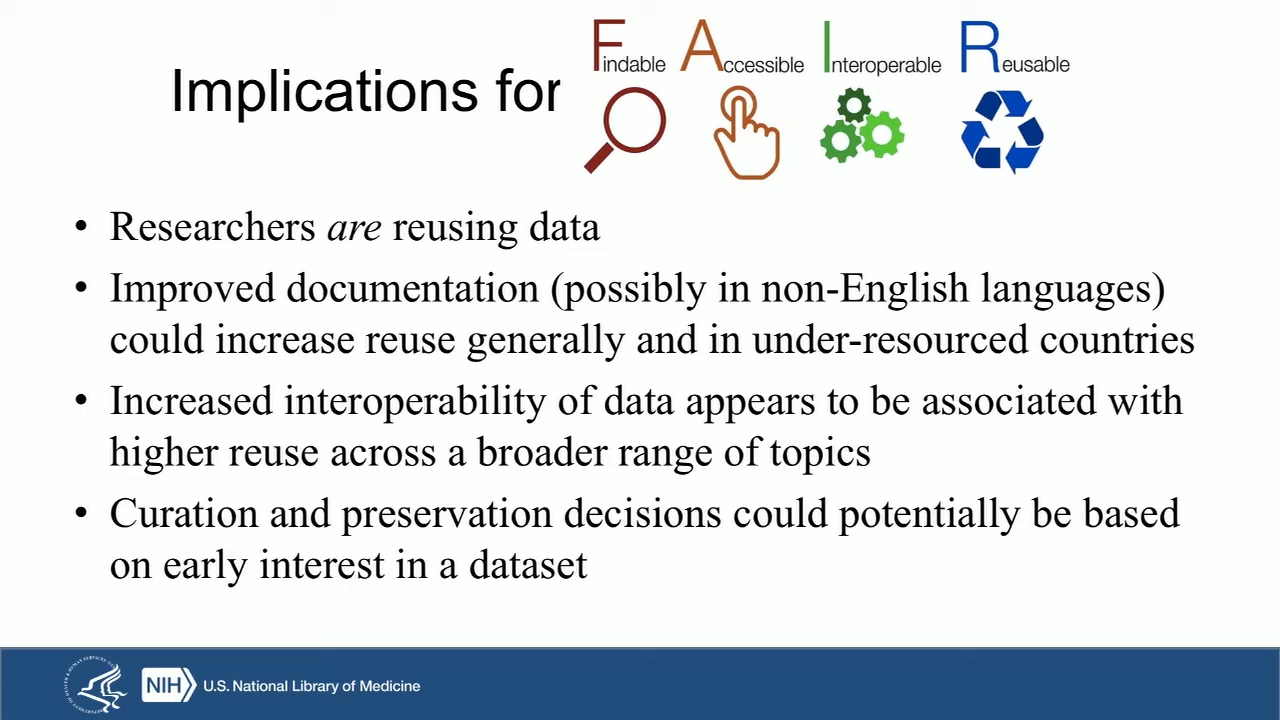 Implications for
Findable Accessible Interoperable Reusable
• Researchers are reusing data
• Improved documentation (possibly in non-English languages)
could increase reuse generally and in under-resourced countries
• Increased interoperability of data appears to be associated with
higher reuse across a broader range of topics
• Curation and preservation decisions could potentially be based
on early interest in a dataset
NIH U.S. National Library of Medicine